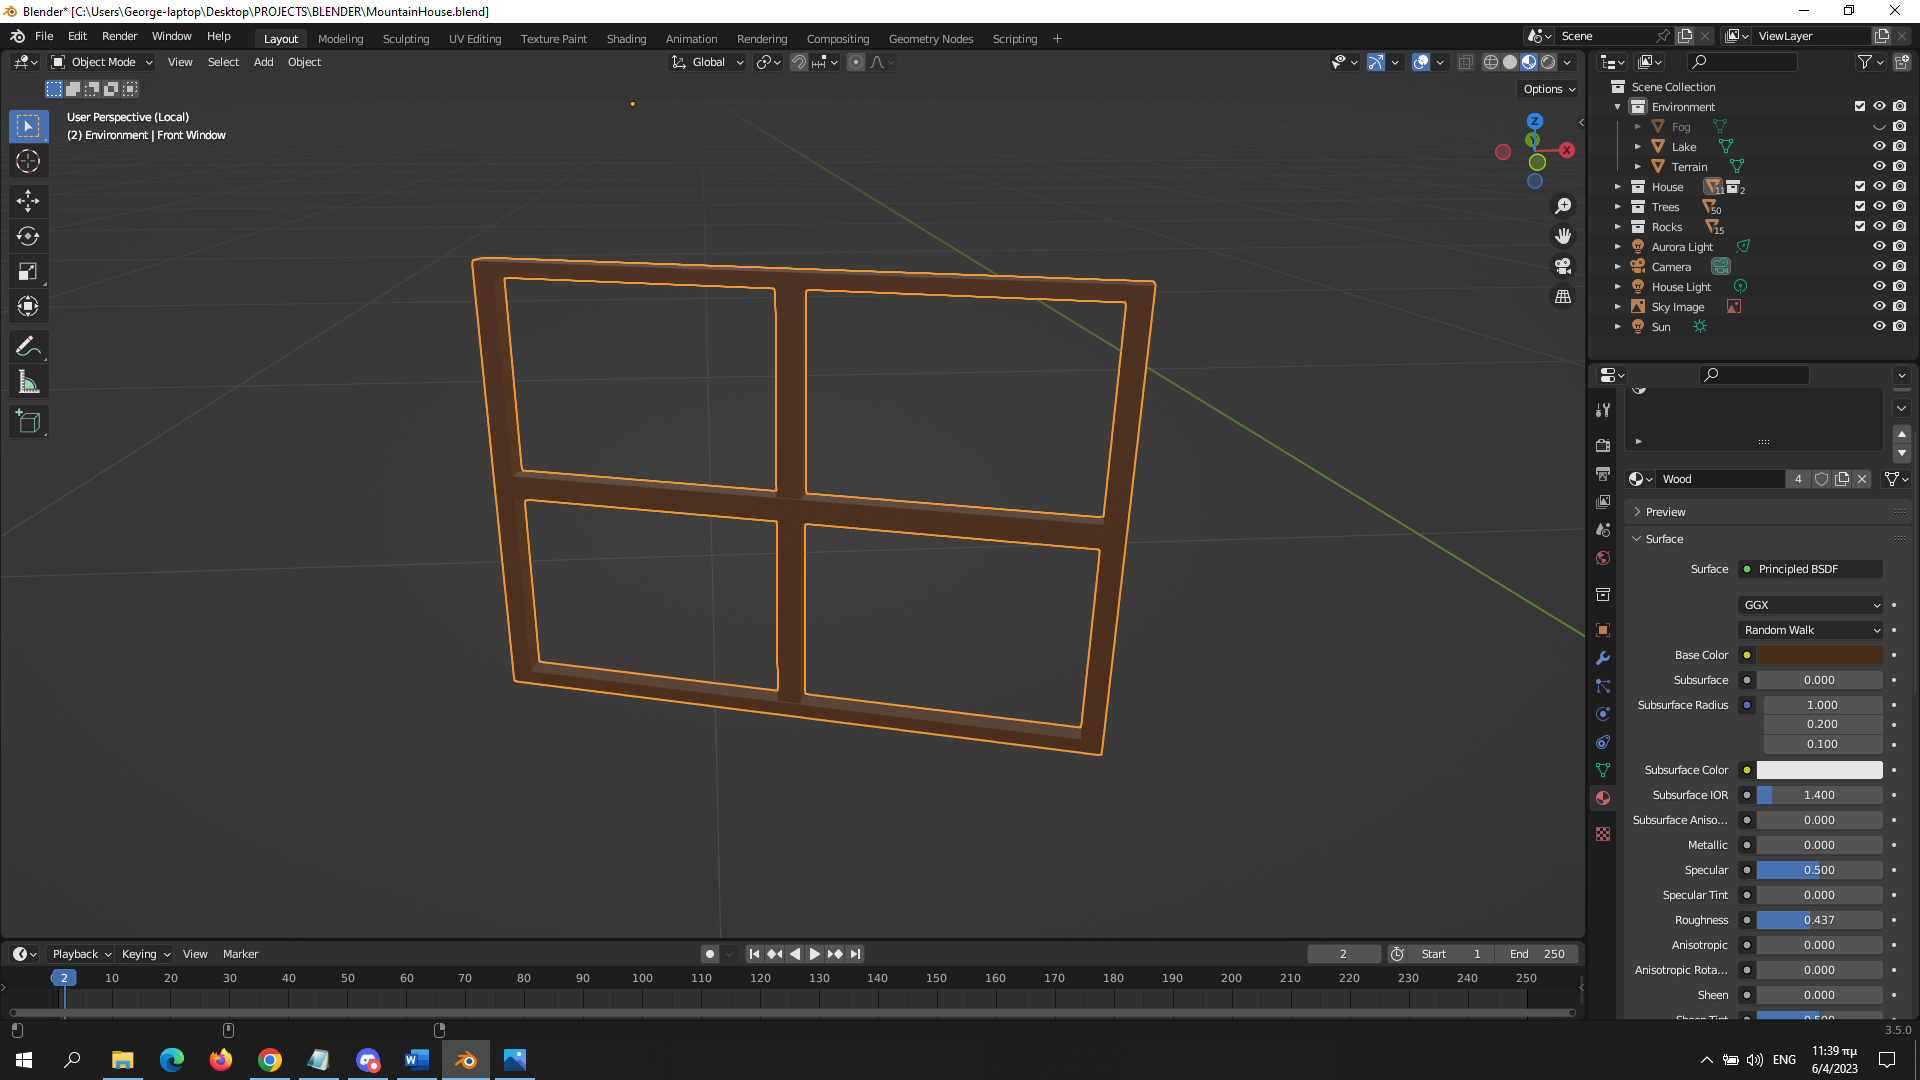 Blender* [C:\Users\George-laptop\Desktop\PROJECTS\BLENDER\MountainHouse.blend]
File Edit Render Window Help Layout Modeling Sculpting UV Editing Texture Paint Shading Animation Rendering Compositing Geometry Nodes Scripting + Scene ViewLayer
Object Mode View Select Add Object Global
Options
User Perspective (Local)
(2) Environment | Front Window
Z
Y
X
Scene Collection
Environment
Fog
Lake
Terrain
House 11 2
Trees 50
Rocks 15
Aurora Light
Camera
House Light
Sky Image
Sun
Wood 4
Preview
Surface
Surface Principled BSDF
GGX
Random Walk
Base Color
Subsurface 0.000
Subsurface Radius 1.000
0.200
0.100
Subsurface Color
Subsurface IOR 1.400
Subsurface Aniso... 0.000
Metallic 0.000
Specular 0.500
Specular Tint 0.000
Roughness 0.437
Anisotropic 0.000
Anisotropic Rota... 0.000
Sheen 0.000
Sheen Tint 0.500
Playback Keying View Marker 2 Start 1 End 250
2 10 20 30 40 50 60 70 80 90 100 110 120 130 140 150 160 170 180 190 200 210 220 230 240 250
3.5.0
ENG
11:39 πμ
6/4/2023